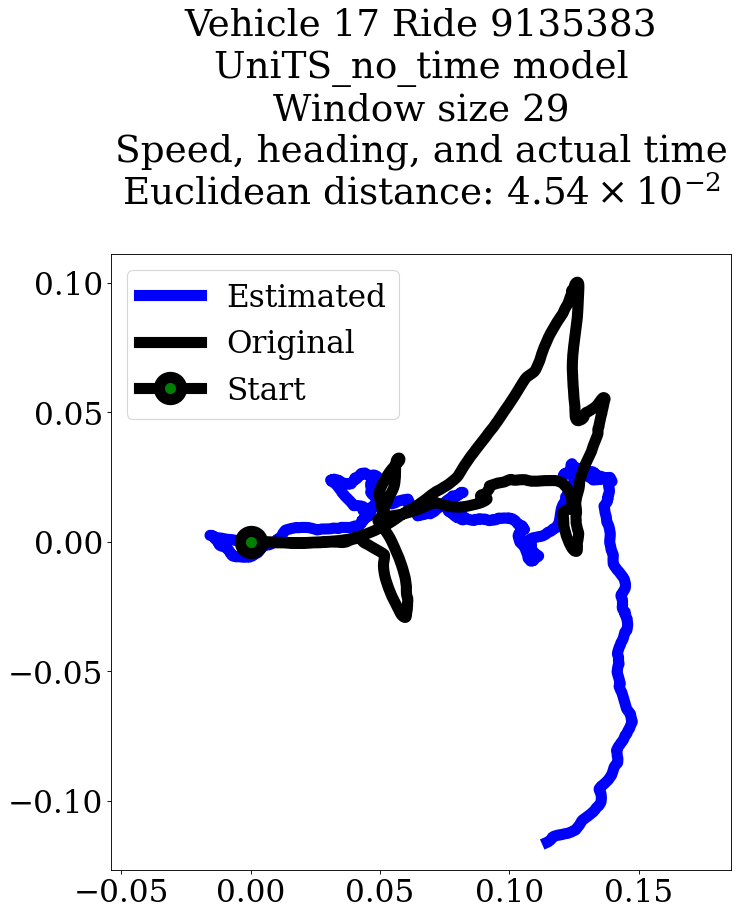 Vehicle 17 Ride 9135383
UniTS_no_time model
Window size 29
Speed, heading, and actual time
Euclidean distance: 4.54 × 10⁻²
Estimated
Original
Start
0.10
0.05
0.00
−0.05
−0.10
−0.05 0.00 0.05 0.10 0.15